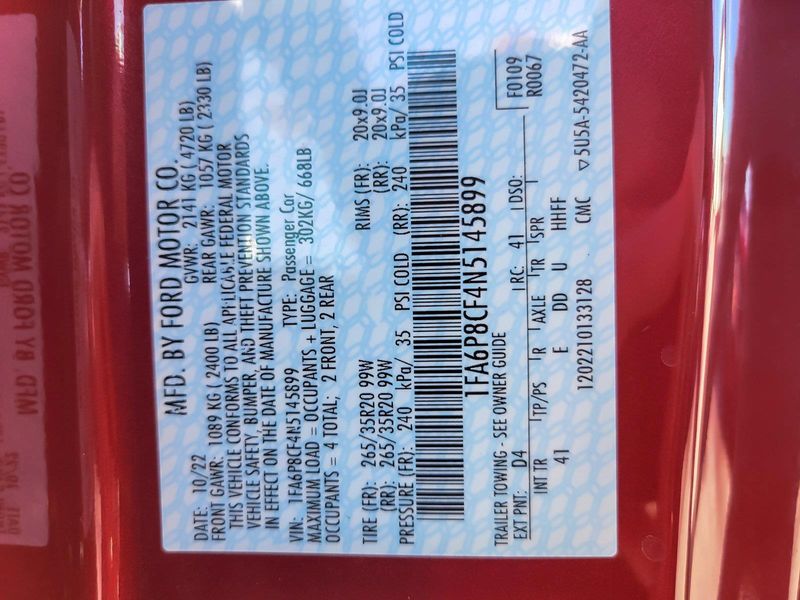 MFD. BY FORD MOTOR CO.
DATE: 10/22 GVWR: 2141 KG ( 4720 LB)
FRONT GAWR: 1089 KG ( 2400 LB) REAR GAWR: 1057 KG ( 2330 LB)
THIS VEHICLE CONFORMS TO ALL APPLICABLE FEDERAL MOTOR
VEHICLE SAFETY, BUMPER, AND THEFT PREVENTION STANDARDS
IN EFFECT ON THE DATE OF MANUFACTURE SHOWN ABOVE.
VIN: 1FA6P8CF4N5145899 TYPE: Passenger Car
MAXIMUM LOAD = OCCUPANTS + LUGGAGE = 302KG/ 668LB
OCCUPANTS = 4 TOTAL; 2 FRONT, 2 REAR
TIRE (FR): 265/35R20 99W RIMS (FR): 20x9.0J
(RR): 265/35R20 99W (RR): 20x9.0J
PRESSURE (FR): 240 kPa/ 35 PSI COLD (RR): 240 kPa/ 35 PSI COLD
1FA6P8CF4N5145899
TRAILER TOWING - SEE OWNER GUIDE
EXT PNT: D4 RC: 41 DSO: F0109
R0067
INT TR TP/PS R AXLE TR SPR
41 E DD U HHFF
12022101331​28 CMC ▽5U5A-5420472-AA
MFD. BY FORD MOTOR CO